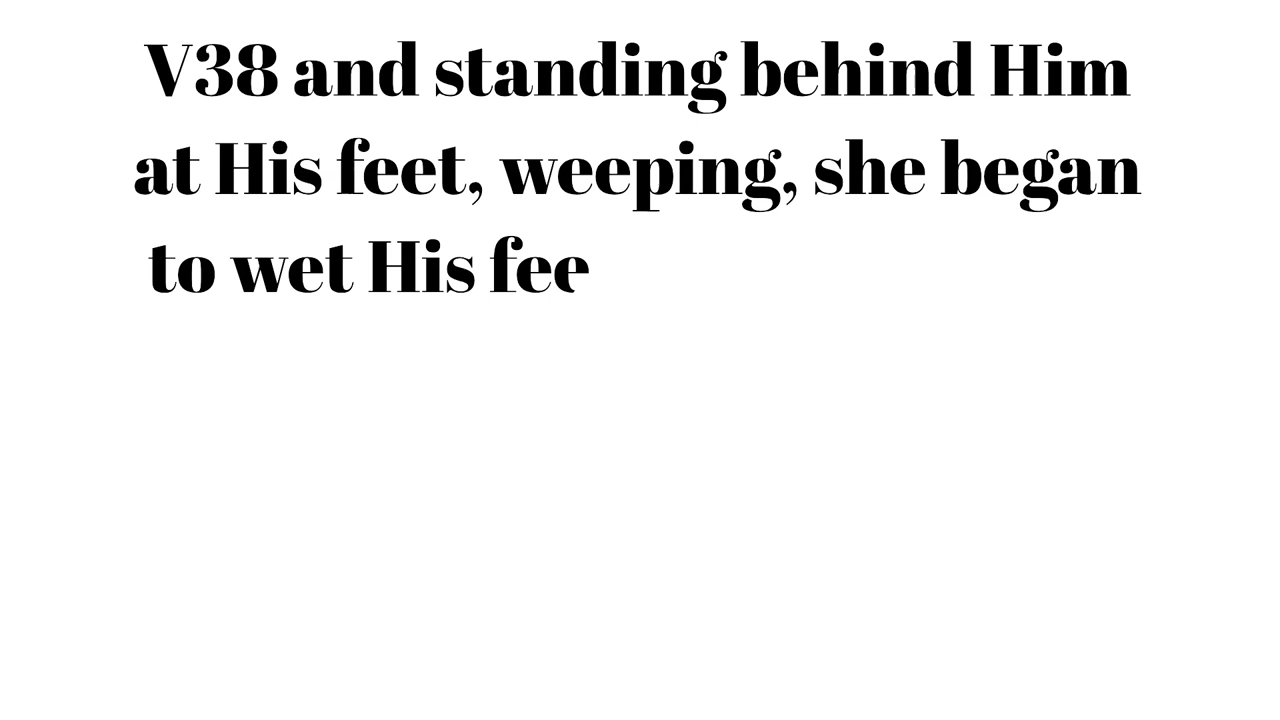 V38 and standing behind Him
at His feet, weeping, she began
to wet His fee